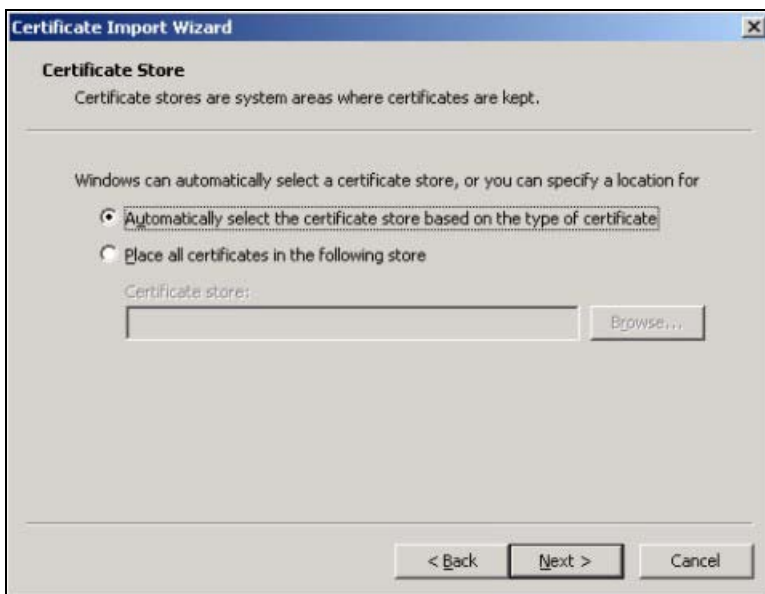 Certificate Import Wizard
Certificate Store
Certificate stores are system areas where certificates are kept.
Windows can automatically select a certificate store, or you can specify a location for
Automatically select the certificate store based on the type of certificate
Place all certificates in the following store
Certificate store:
Browse...
< Back
Next >
Cancel